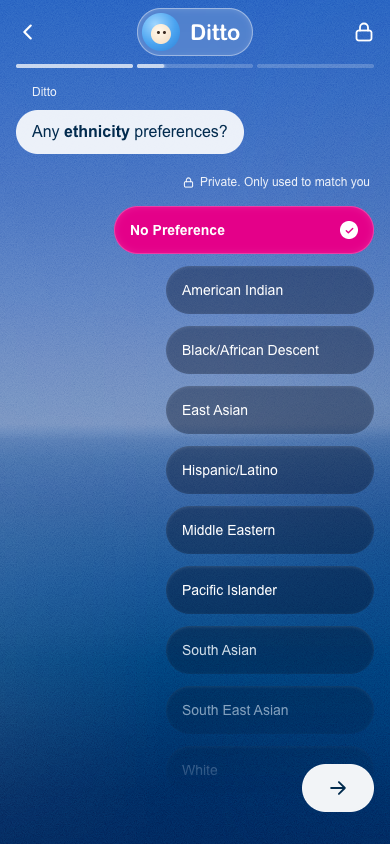 Ditto
Ditto
Any ethnicity preferences?
Private. Only used to match you
No Preference
American Indian
Black/African Descent
East Asian
Hispanic/Latino
Middle Eastern
Pacific Islander
South Asian
South East Asian
White